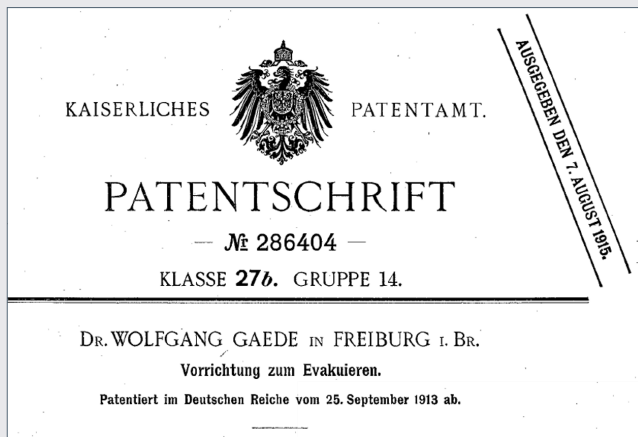 KAISERLICHES PATENTAMT.
AUSGEGEBEN DEN 7. AUGUST 1915.
PATENTSCHRIFT
— № 286404 —
KLASSE 27b. GRUPPE 14.
DR. WOLFGANG GAEDE IN FREIBURG I. BR.
Vorrichtung zum Evakuieren.
Patentiert im Deutschen Reiche vom 25. September 1913 ab.